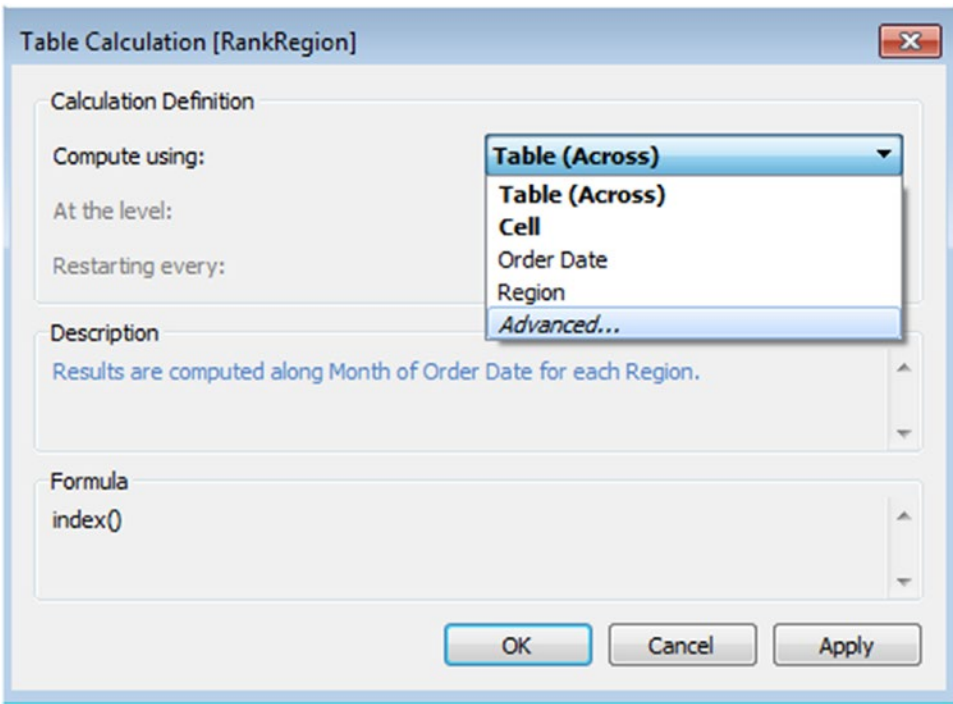 Table Calculation [RankRegion]
Calculation Definition
Compute using:
Table (Across)
Table (Across)
Cell
At the level:
Order Date
Restarting every:
Region
Advanced...
Description
Results are computed along Month of Order Date for each Region.
Formula
index()
OK Cancel Apply